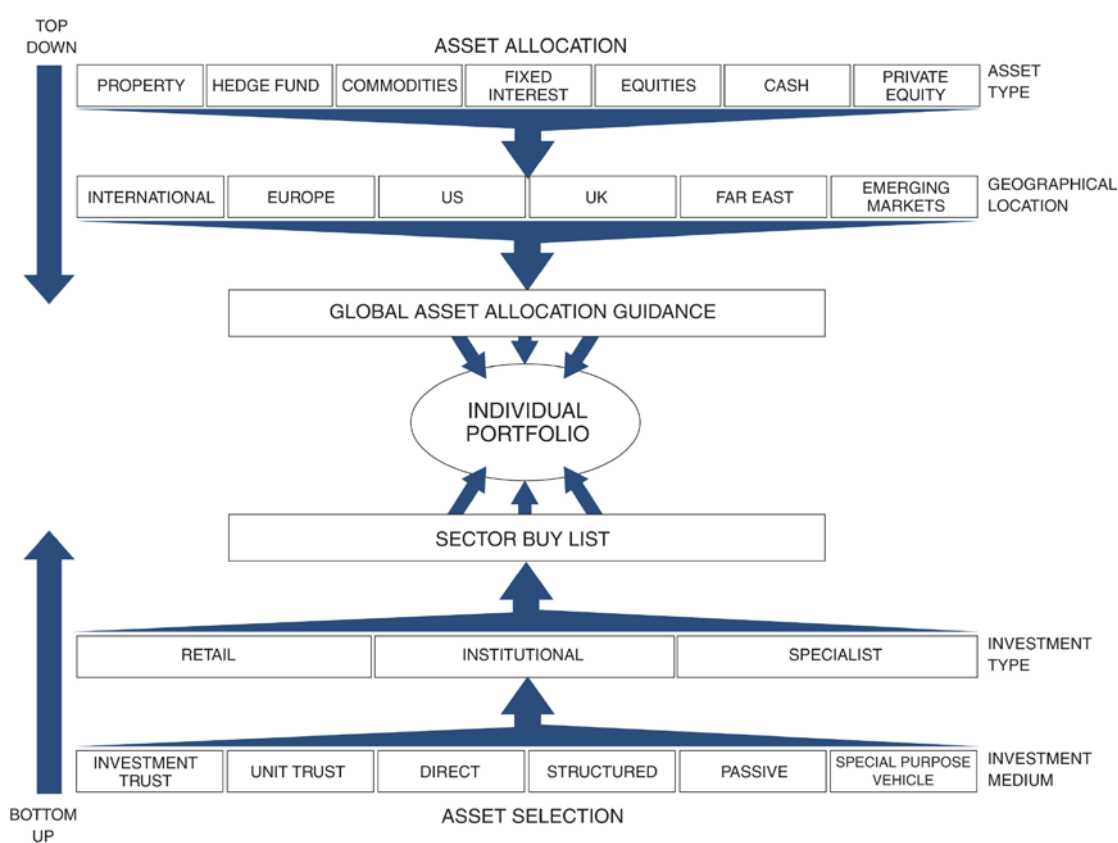 TOP
DOWN
ASSET ALLOCATION
PROPERTY
HEDGE FUND
COMMODITIES
FIXED
INTEREST
EQUITIES
CASH
PRIVATE
EQUITY
ASSET
TYPE
INTERNATIONAL
EUROPE
US
UK
FAR EAST
EMERGING
MARKETS
GEOGRAPHICAL
LOCATION
GLOBAL ASSET ALLOCATION GUIDANCE
INDIVIDUAL
PORTFOLIO
SECTOR BUY LIST
RETAIL
INSTITUTIONAL
SPECIALIST
INVESTMENT
TYPE
INVESTMENT
TRUST
UNIT TRUST
DIRECT
STRUCTURED
PASSIVE
SPECIAL PURPOSE
VEHICLE
INVESTMENT
MEDIUM
BOTTOM
UP
ASSET SELECTION